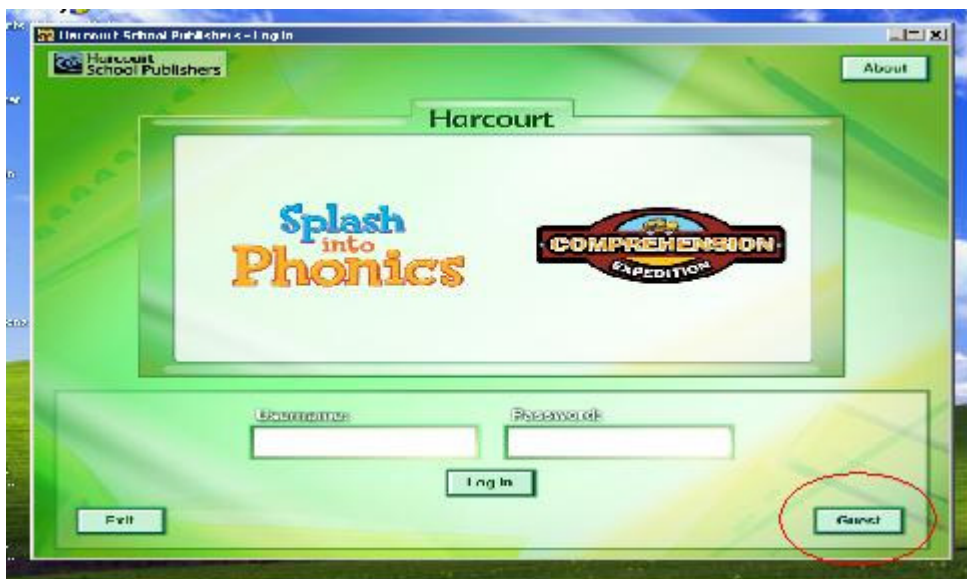 Harcourt School Publishers - Log In
Harcourt
School Publishers
About
Harcourt
Splash
into
Phonics
COMPREHENSION
EXPEDITION
Username:
Password:
Log In
Exit
Guest